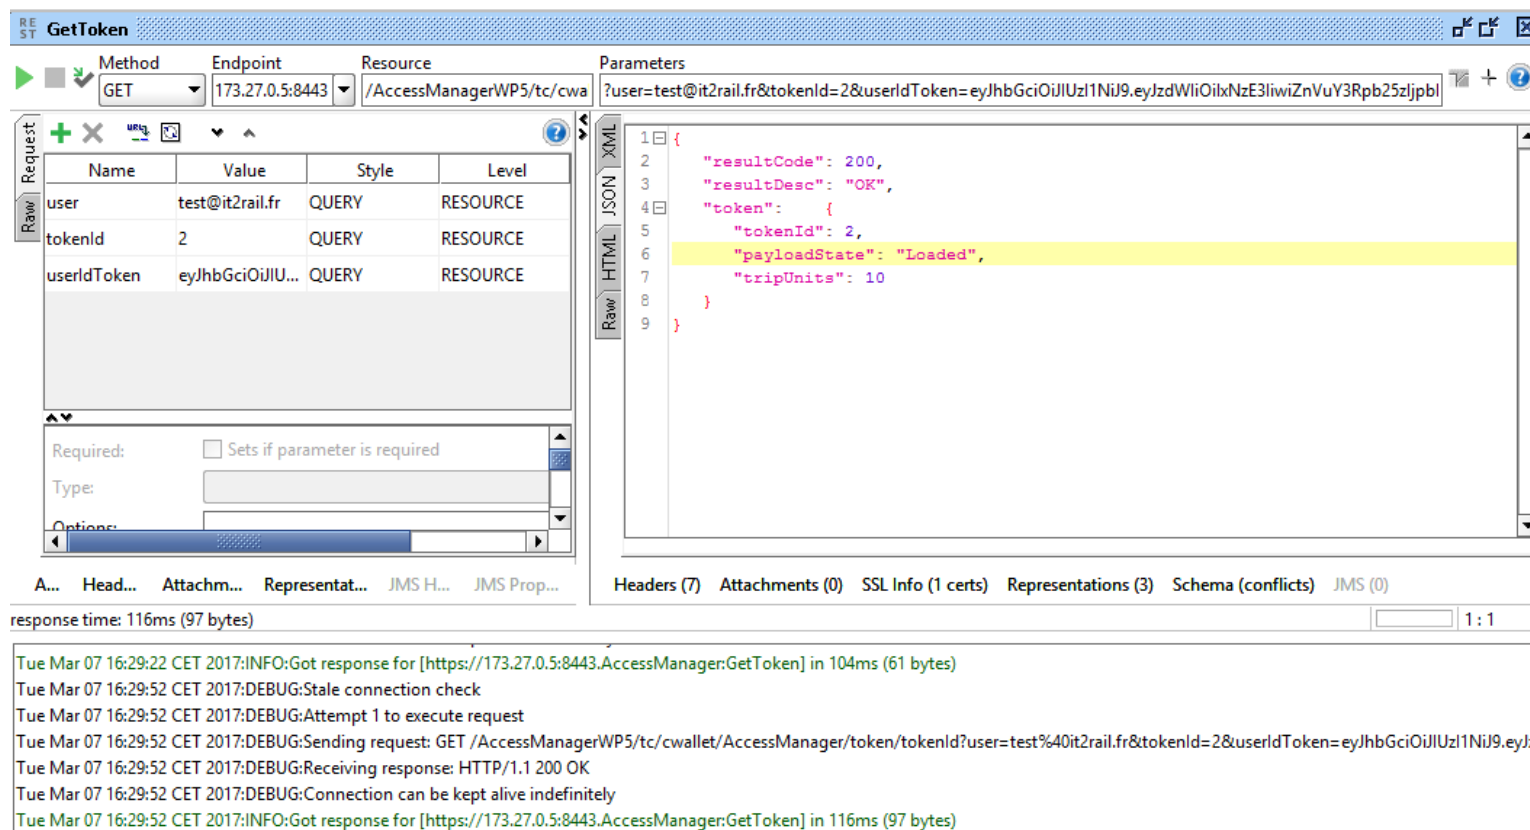 REST GetToken
Method Endpoint Resource Parameters
GET 173.27.0.5:8443 /AccessManagerWP5/tc/cwa ?user=test@it2rail.fr&tokenId=2&userIdToken=eyJhbGciOiJIUzI1NiJ9.eyJzdWIiOiIxNzE3IiwiZnVuY3Rpb25zIjpbI
Request
Raw
Name Value Style Level
user test@it2rail.fr QUERY RESOURCE
tokenId 2 QUERY RESOURCE
userIdToken eyJhbGciOiJIU... QUERY RESOURCE
Required: Sets if parameter is required
Type:
Options:
A... Head... Attachm... Representat... JMS H... JMS Prop...
XML
JSON
HTML
Raw
1 {
2 "resultCode": 200,
3 "resultDesc": "OK",
4 "token": {
5 "tokenId": 2,
6 "payloadState": "Loaded",
7 "tripUnits": 10
8 }
9 }
Headers (7) Attachments (0) SSL Info (1 certs) Representations (3) Schema (conflicts) JMS (0)
response time: 116ms (97 bytes) 1 : 1
Tue Mar 07 16:29:22 CET 2017:INFO:Got response for [https://173.27.0.5:8443.AccessManager:GetToken] in 104ms (61 bytes)
Tue Mar 07 16:29:52 CET 2017:DEBUG:Stale connection check
Tue Mar 07 16:29:52 CET 2017:DEBUG:Attempt 1 to execute request
Tue Mar 07 16:29:52 CET 2017:DEBUG:Sending request: GET /AccessManagerWP5/tc/cwallet/AccessManager/token/tokenId?user=test%40it2rail.fr&tokenId=2&userIdToken=eyJhbGciOiJIUzI1NiJ9.eyJ
Tue Mar 07 16:29:52 CET 2017:DEBUG:Receiving response: HTTP/1.1 200 OK
Tue Mar 07 16:29:52 CET 2017:DEBUG:Connection can be kept alive indefinitely
Tue Mar 07 16:29:52 CET 2017:INFO:Got response for [https://173.27.0.5:8443.AccessManager:GetToken] in 116ms (97 bytes)